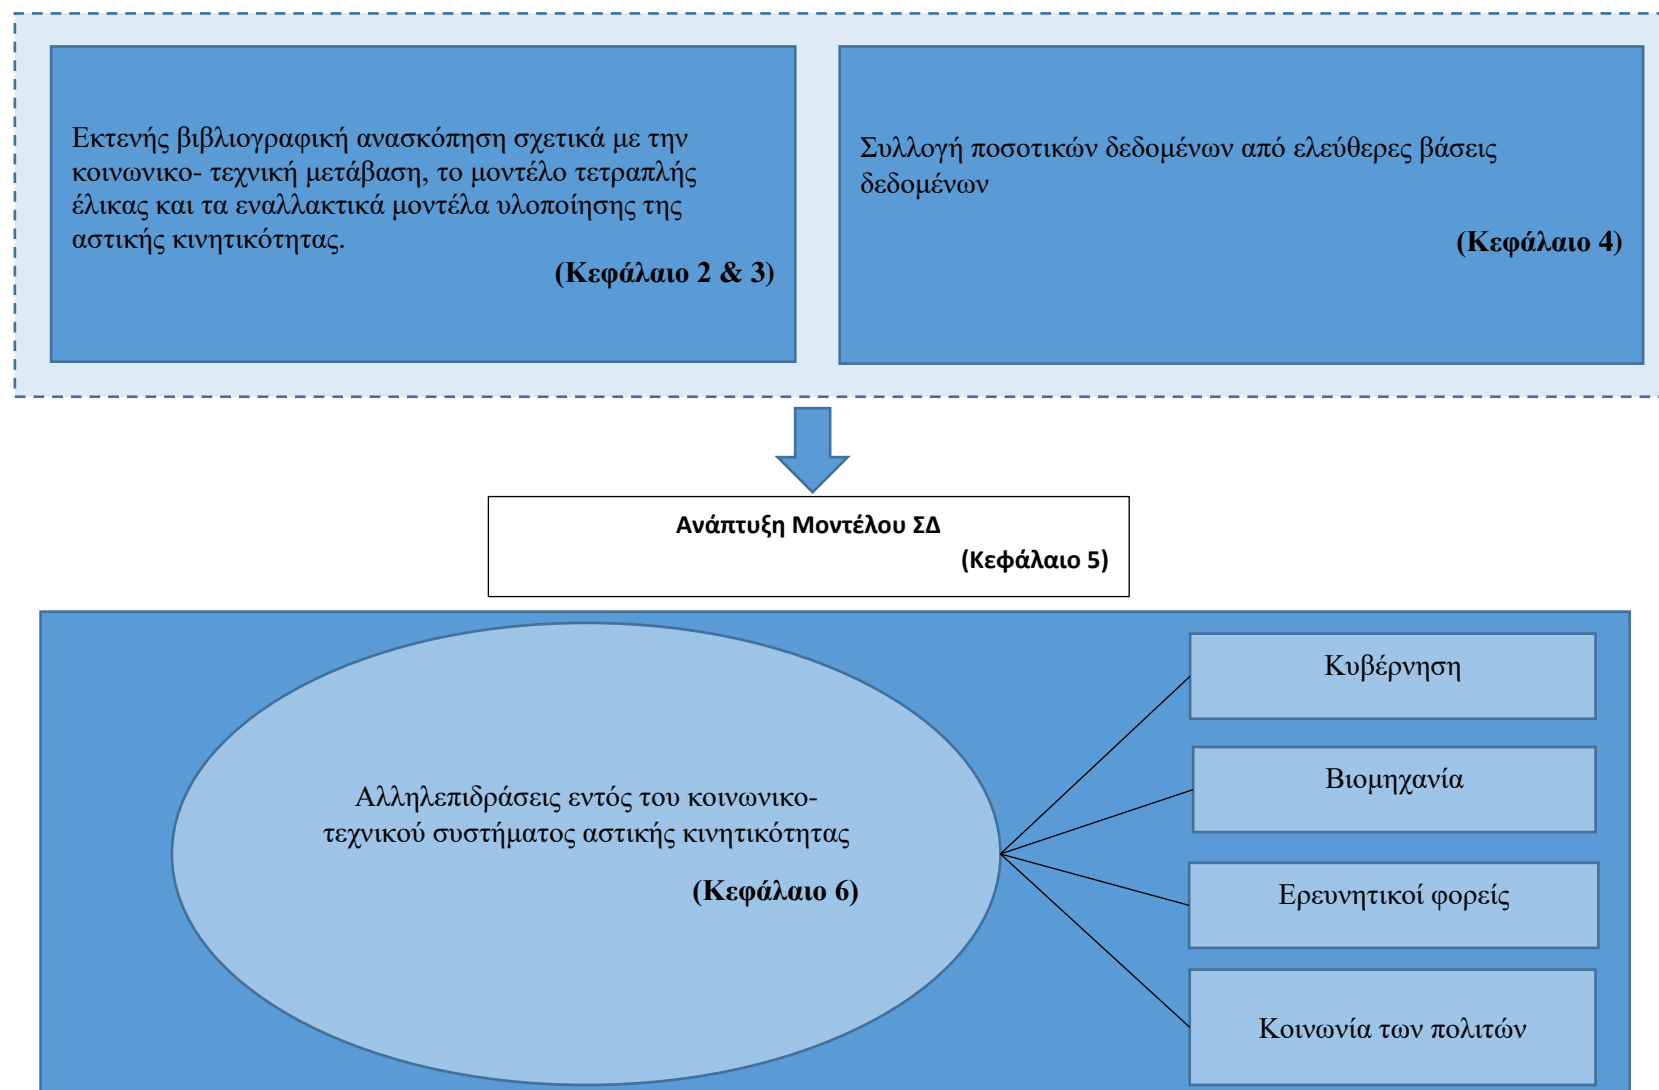 Εκτενής βιβλιογραφική ανασκόπηση σχετικά με την
κοινωνικο- τεχνική μετάβαση, το μοντέλο τετραπλής
έλικας και τα εναλλακτικά μοντέλα υλοποίησης της
αστικής κινητικότητας.
(Κεφάλαιο 2 & 3)
Συλλογή ποσοτικών δεδομένων από ελεύθερες βάσεις
δεδομένων
(Κεφάλαιο 4)
Ανάπτυξη Μοντέλου ΣΔ
(Κεφάλαιο 5)
Αλληλεπιδράσεις εντός του κοινωνικο-
τεχνικού συστήματος αστικής κινητικότητας
(Κεφάλαιο 6)
Κυβέρνηση
Βιομηχανία
Ερευνητικοί φορείς
Κοινωνία των πολιτών